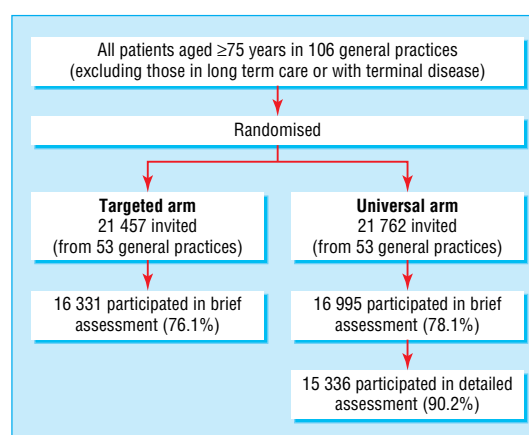 All patients aged ≥75 years in 106 general practices
(excluding those in long term care or with terminal disease)
Randomised
Targeted arm
21 457 invited
(from 53 general practices)
Universal arm
21 762 invited
(from 53 general practices)
16 331 participated in brief
assessment (76.1%)
16 995 participated in brief
assessment (78.1%)
15 336 participated in detailed
assessment (90.2%)